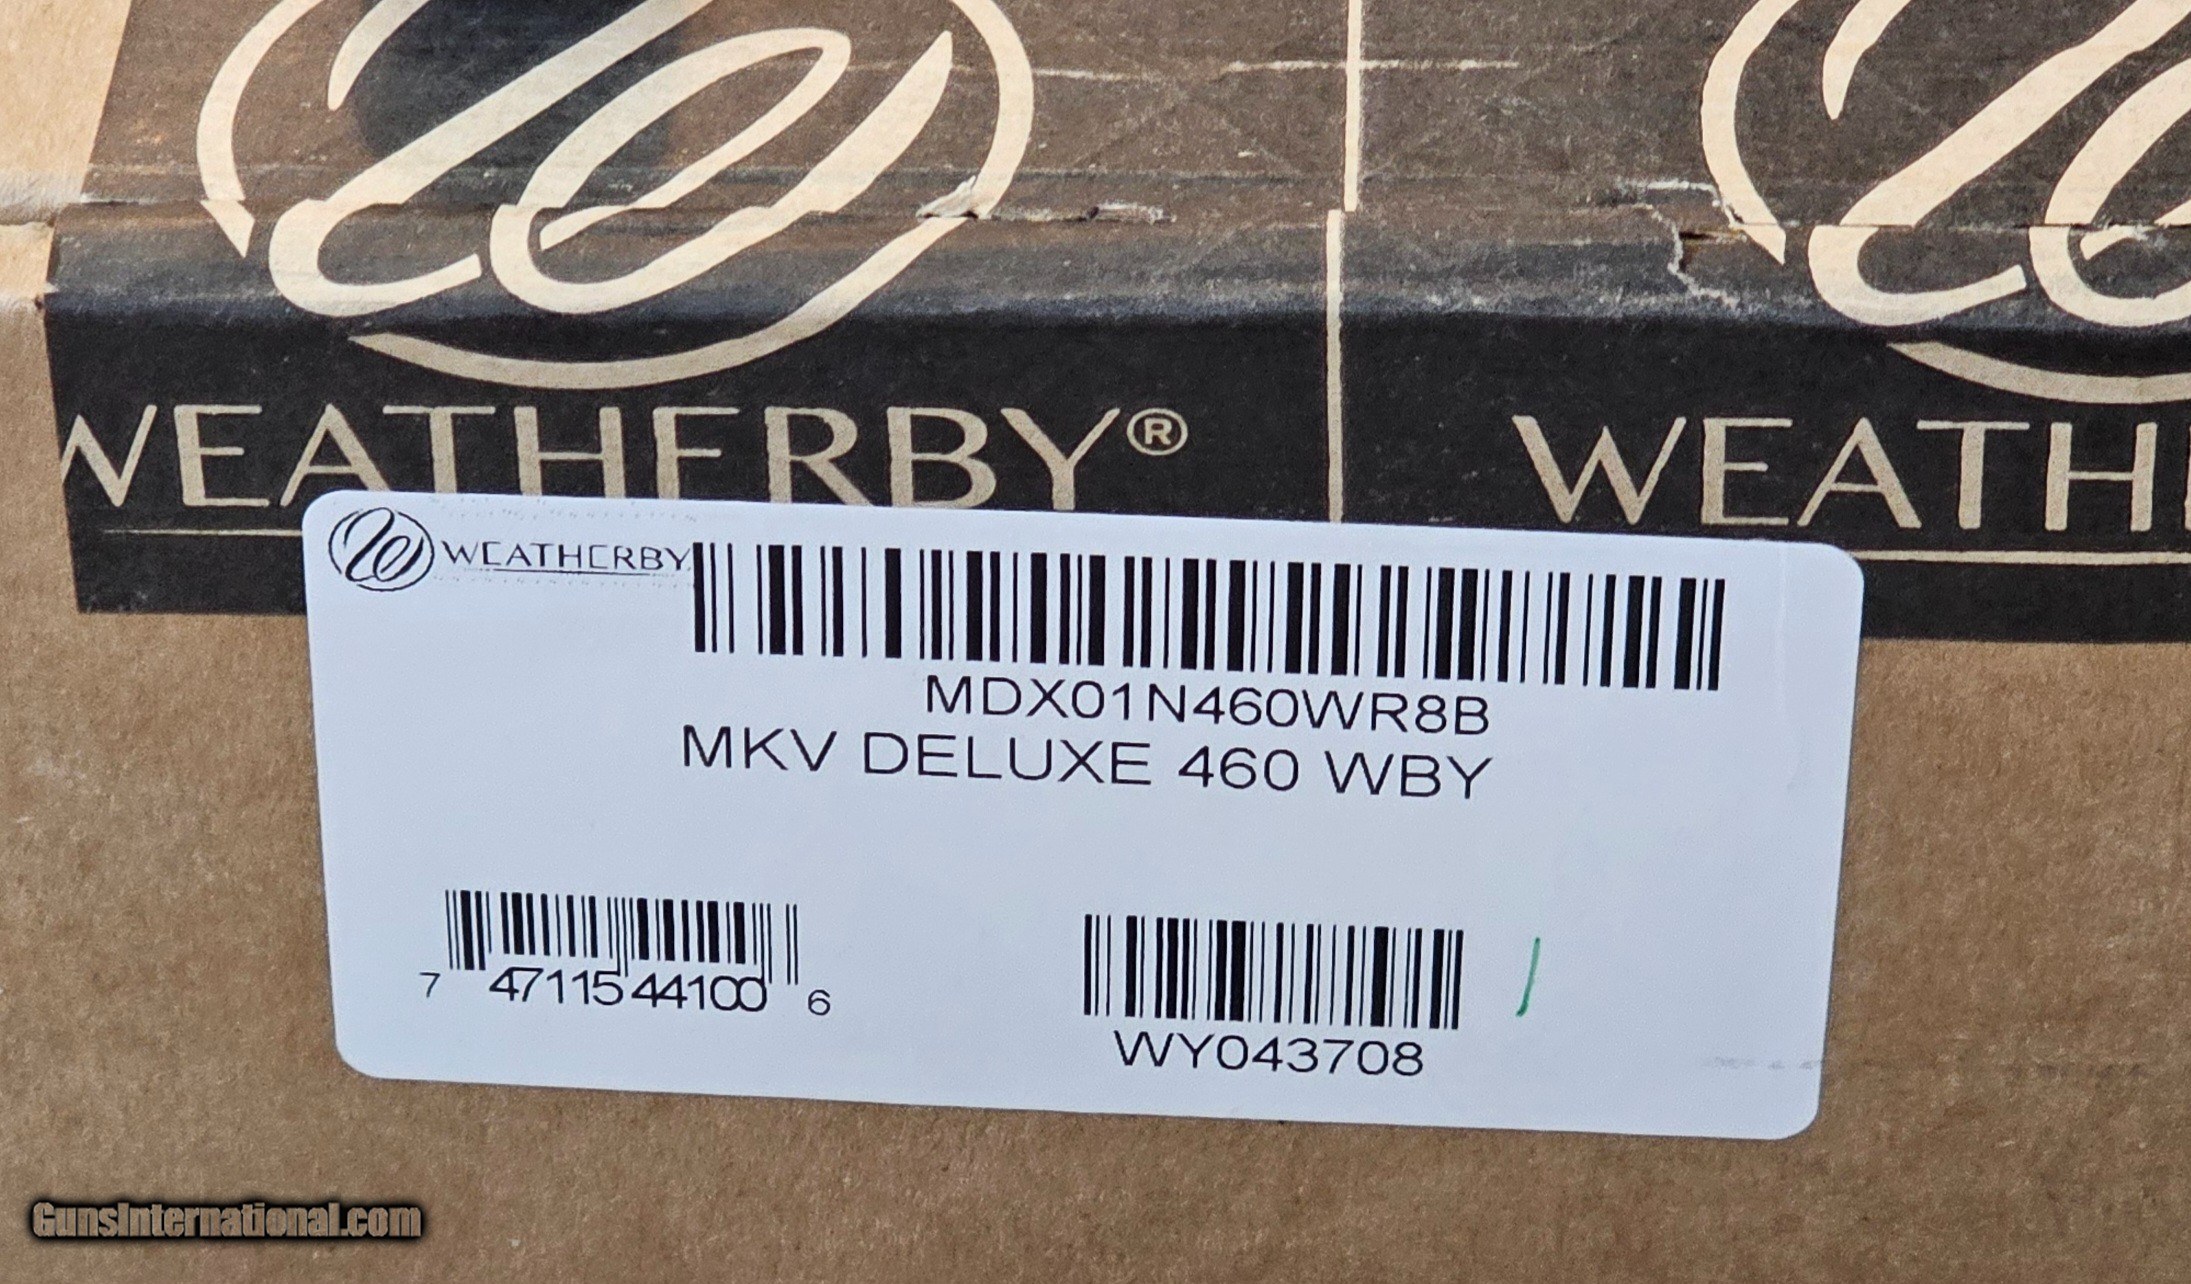 WEATHERBY®
WEATH
WEATHERBY
MDX01N460WR8B
MKV DELUXE 460 WBY
7 47115 44100 6
WY043708
GunsInternational.com